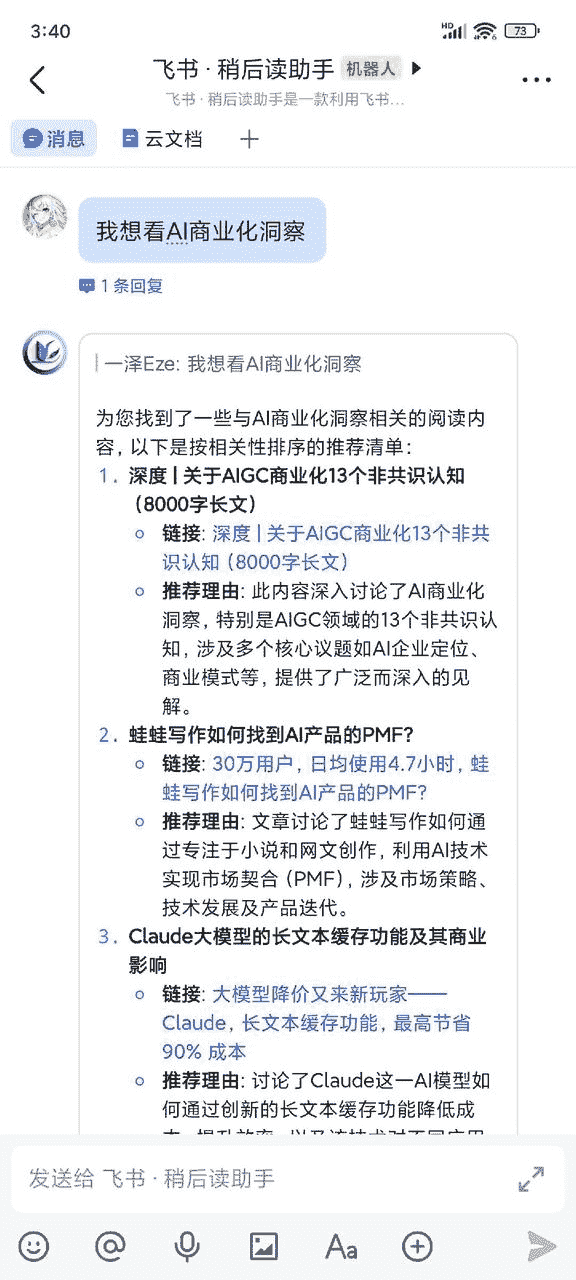 3:40
HD
73
飞书 · 稍后读助手 机器人
飞书 · 稍后读助手是一款利用飞书...
消息
云文档
我想看AI商业化洞察
1 条回复
一泽Eze: 我想看AI商业化洞察
为您找到了一些与AI商业化洞察相关的阅读内
容，以下是按相关性排序的推荐清单：
1. 深度 | 关于AIGC商业化13个非共识认知
（8000字长文）
链接: 深度 | 关于AIGC商业化13个非共
识认知（8000字长文）
推荐理由: 此内容深入讨论了AI商业化
洞察, 特别是AIGC领域的13个非共识认
知, 涉及多个核心议题如AI企业定位、
商业模式等, 提供了广泛而深入的见
解。
2. 蛙蛙写作如何找到AI产品的PMF?
链接: 30万用户, 日均使用4.7小时, 蛙
蛙写作如何找到AI产品的PMF?
推荐理由: 文章讨论了蛙蛙写作如何通
过专注于小说和网文创作, 利用AI技术
实现市场契合（PMF）, 涉及市场策略、
技术发展及产品迭代。
3. Claude大模型的长文本缓存功能及其商业
影响
链接: 大模型降价又来新玩家——
Claude, 长文本缓存功能, 最高节省
90% 成本
推荐理由: 讨论了Claude这一AI模型如
何通过创新的长文本缓存功能降低成
发送给 飞书 · 稍后读助手
Aa